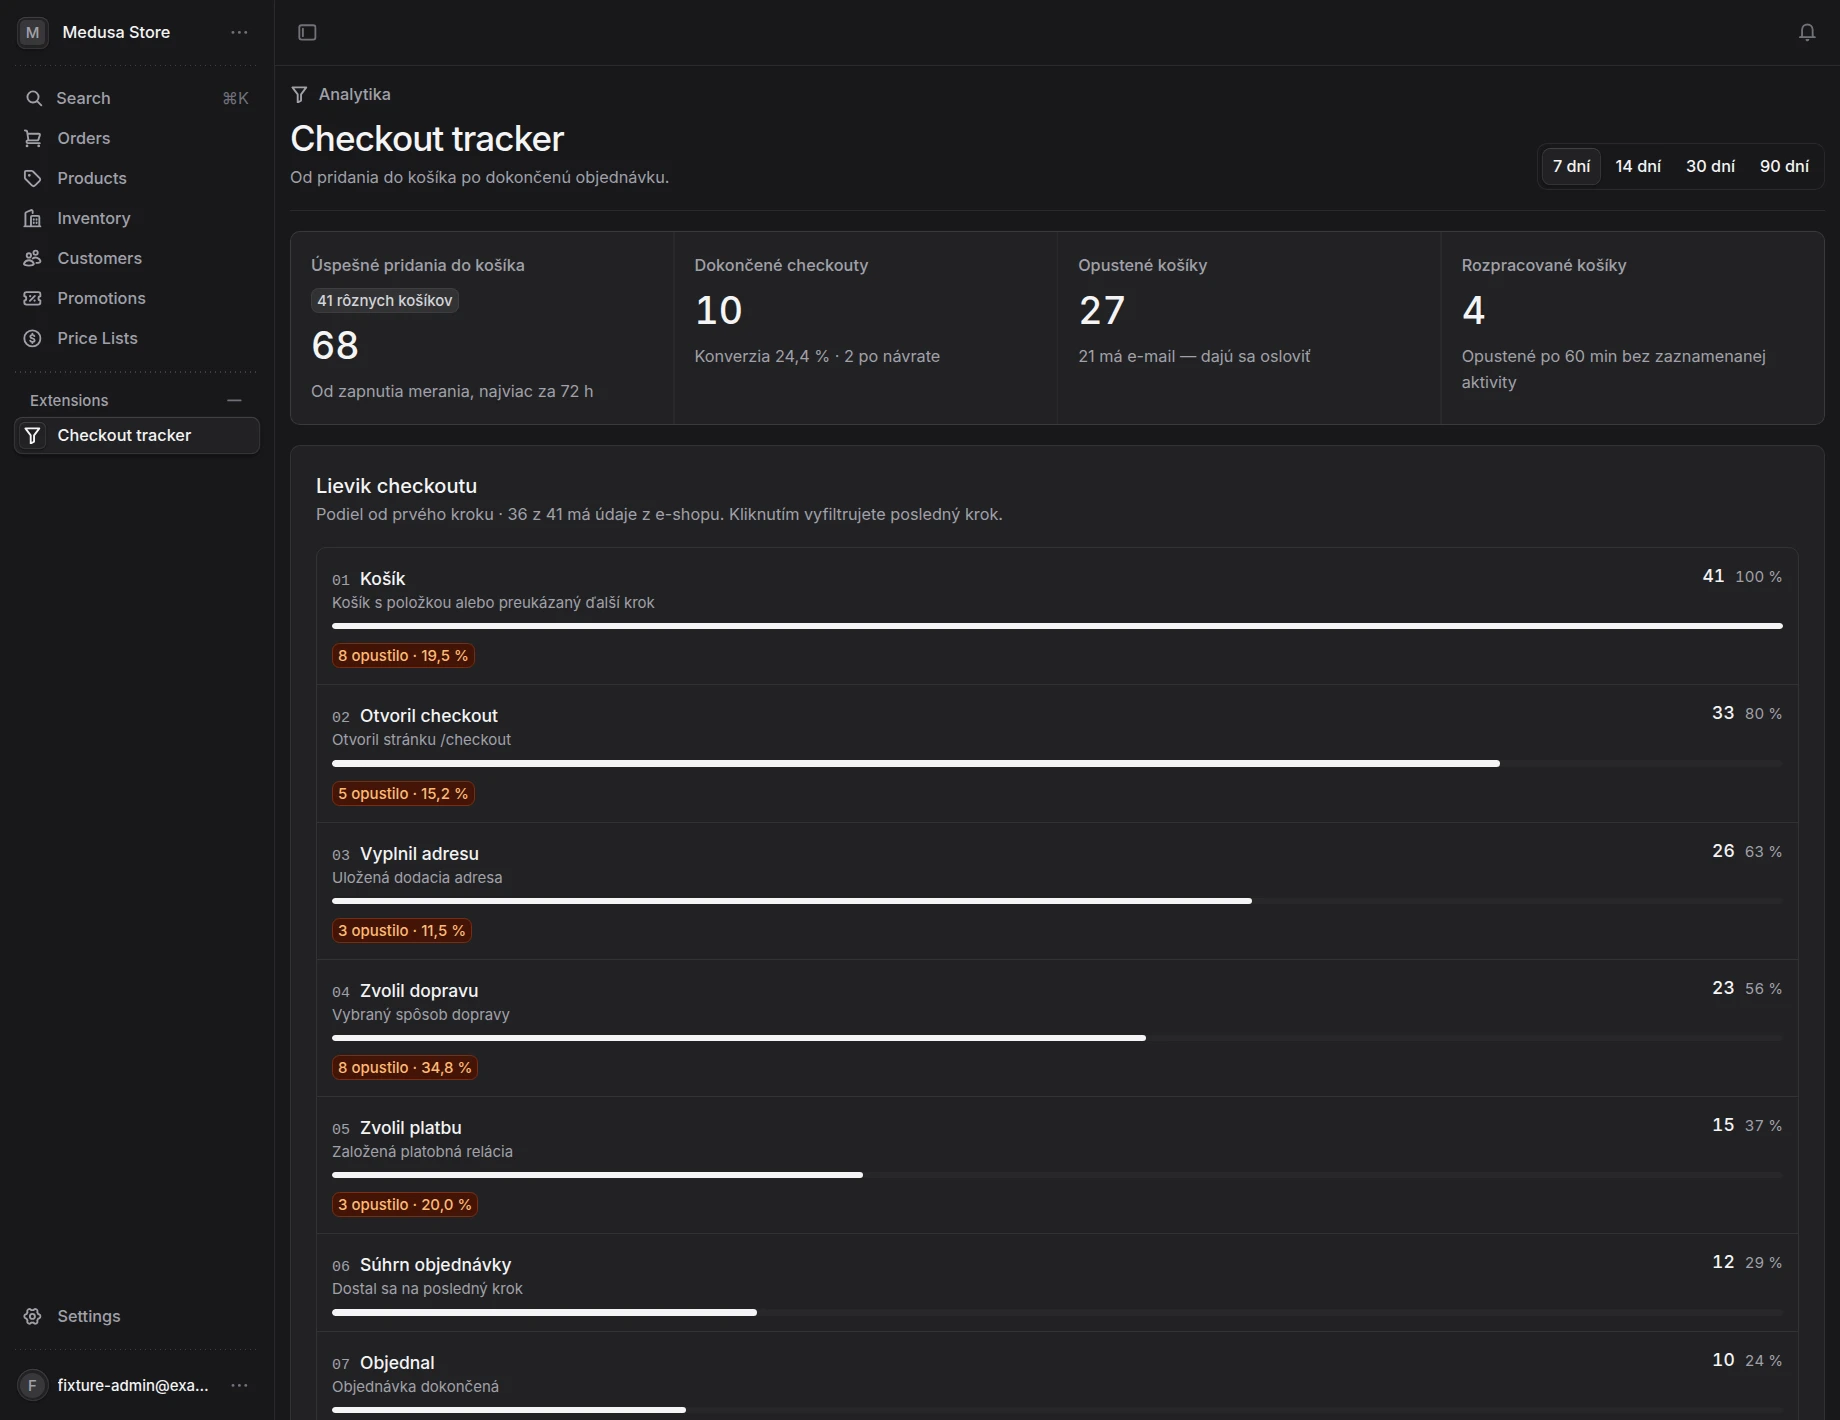 M Medusa Store
Search ⌘K
Orders
Products
Inventory
Customers
Promotions
Price Lists
Extensions
Checkout tracker
Settings
F fixture-admin@exa...
Analytika
Checkout tracker
Od pridania do košíka po dokončenú objednávku.
7 dní 14 dní 30 dní 90 dní
Úspešné pridania do košíka
41 rôznych košíkov
68
Od zapnutia merania, najviac za 72 h
Dokončené checkouty
10
Konverzia 24,4 % · 2 po návrate
Opustené košíky
27
21 má e-mail — dajú sa osloviť
Rozpracované košíky
4
Opustené po 60 min bez zaznamenanej
aktivity
Lievik checkoutu
Podiel od prvého kroku · 36 z 41 má údaje z e-shopu. Kliknutím vyfiltrujete posledný krok.
01 Košík 41 100 %
Košík s položkou alebo preukázaný ďalší krok
8 opustilo · 19,5 %
02 Otvoril checkout 33 80 %
Otvoril stránku /checkout
5 opustilo · 15,2 %
03 Vyplnil adresu 26 63 %
Uložená dodacia adresa
3 opustilo · 11,5 %
04 Zvolil dopravu 23 56 %
Vybraný spôsob dopravy
8 opustilo · 34,8 %
05 Zvolil platbu 15 37 %
Založená platobná relácia
3 opustilo · 20,0 %
06 Súhrn objednávky 12 29 %
Dostal sa na posledný krok
07 Objednal 10 24 %
Objednávka dokončená